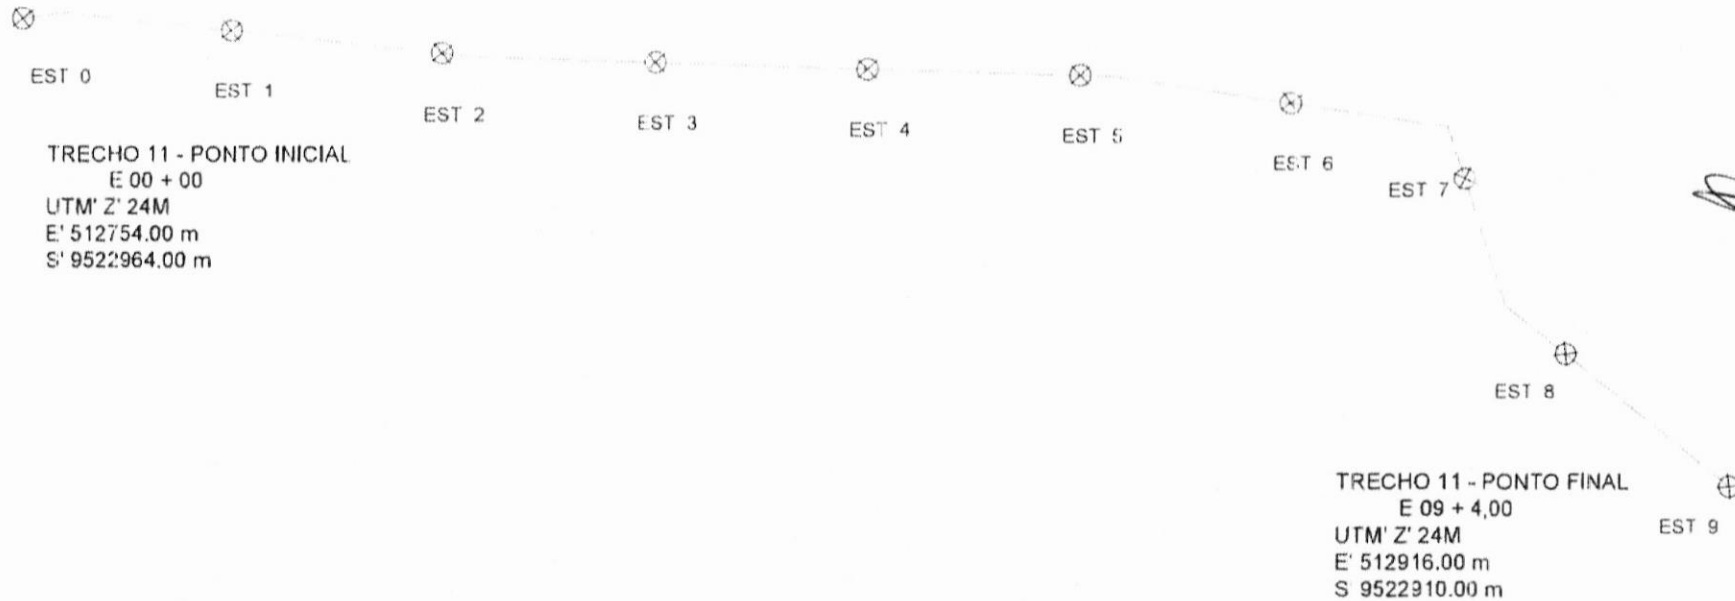 EST 0
EST 1
EST 2
EST 3
EST 4
EST 5
EST 6
EST 7
TRECHO 11 - PONTO INICIAL
E 00 + 00
UTM' Z' 24M
E' 512754.00 m
S' 9522964.00 m
EST 8
TRECHO 11 - PONTO FINAL
E 09 + 4,00
UTM' Z' 24M
E' 512916.00 m
S 9522910.00 m
EST 9